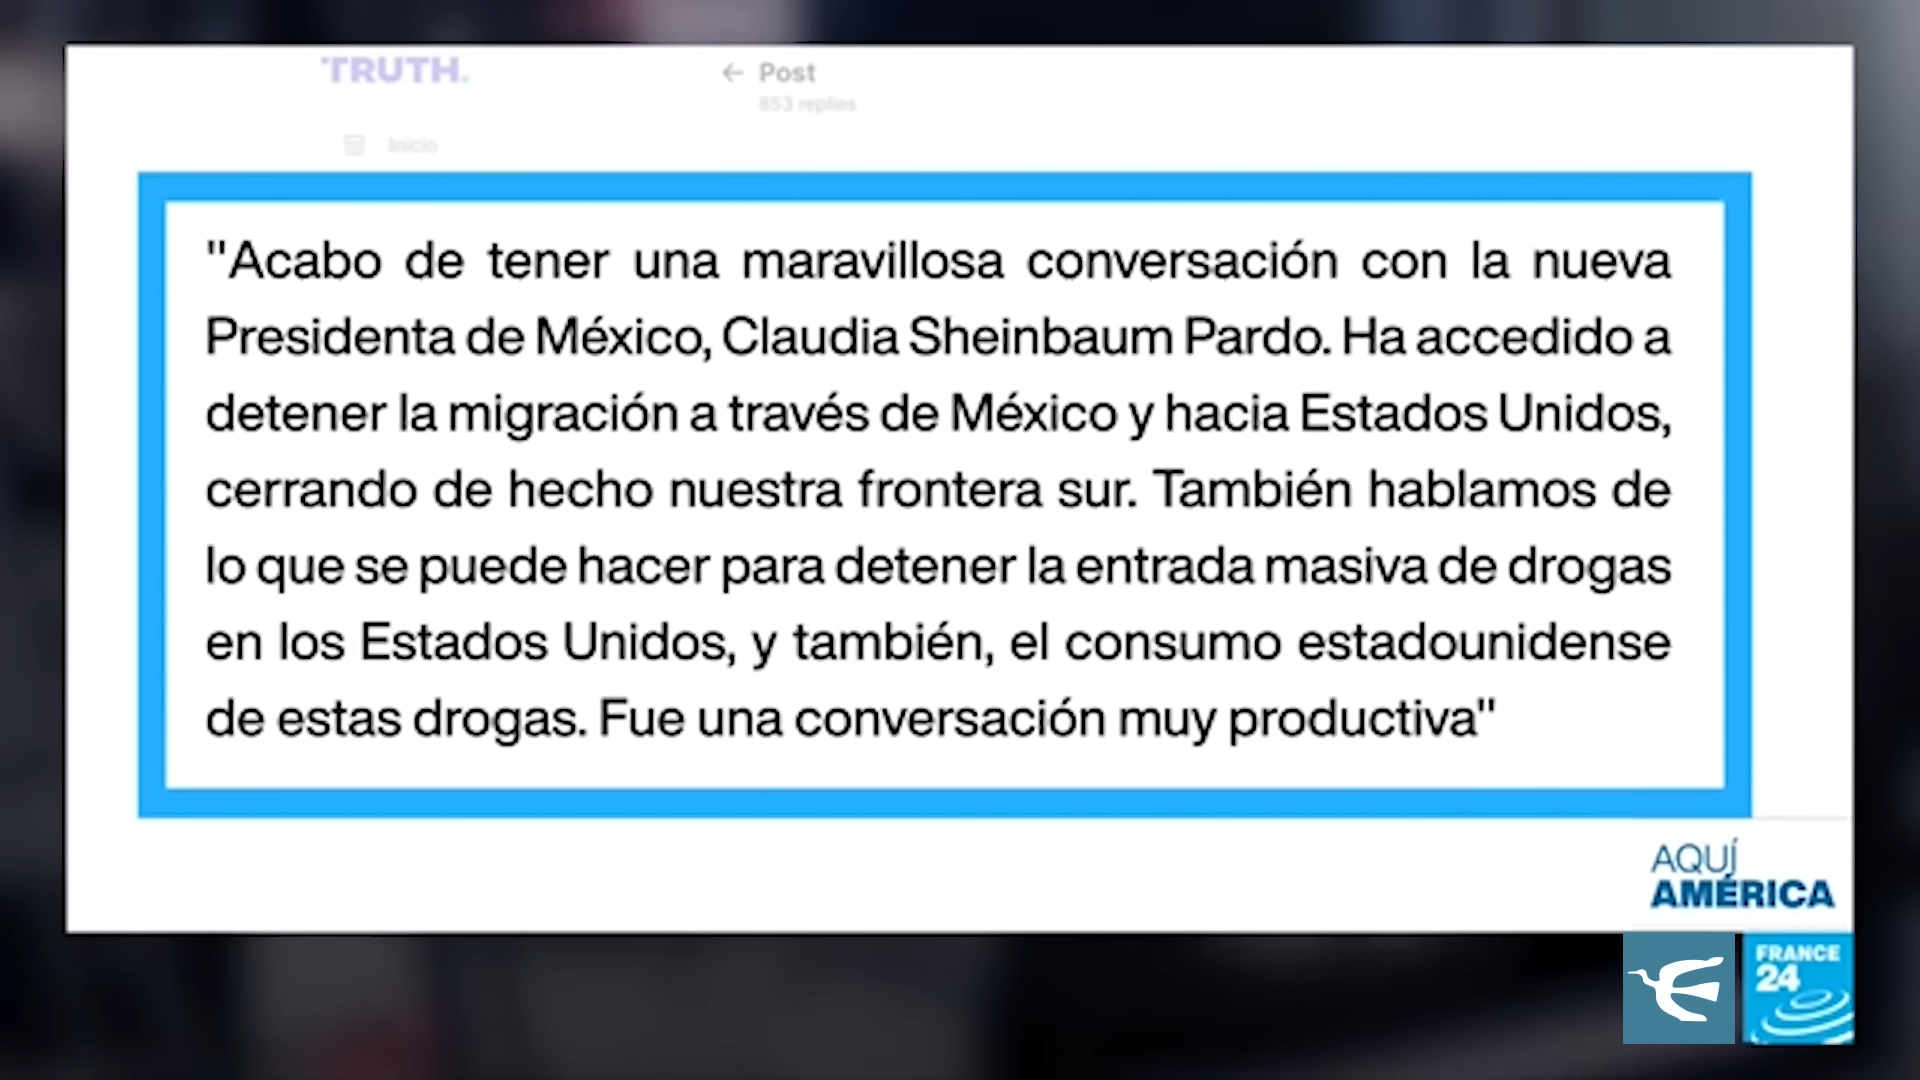 TRUTH.
← Post
853 replies
Inicio
"Acabo de tener una maravillosa conversación con la nueva
Presidenta de México, Claudia Sheinbaum Pardo. Ha accedido a
detener la migración a través de México y hacia Estados Unidos,
cerrando de hecho nuestra frontera sur. También hablamos de
lo que se puede hacer para detener la entrada masiva de drogas
en los Estados Unidos, y también, el consumo estadounidense
de estas drogas. Fue una conversación muy productiva"
AQUÍ
AMÉRICA
FRANCE
24